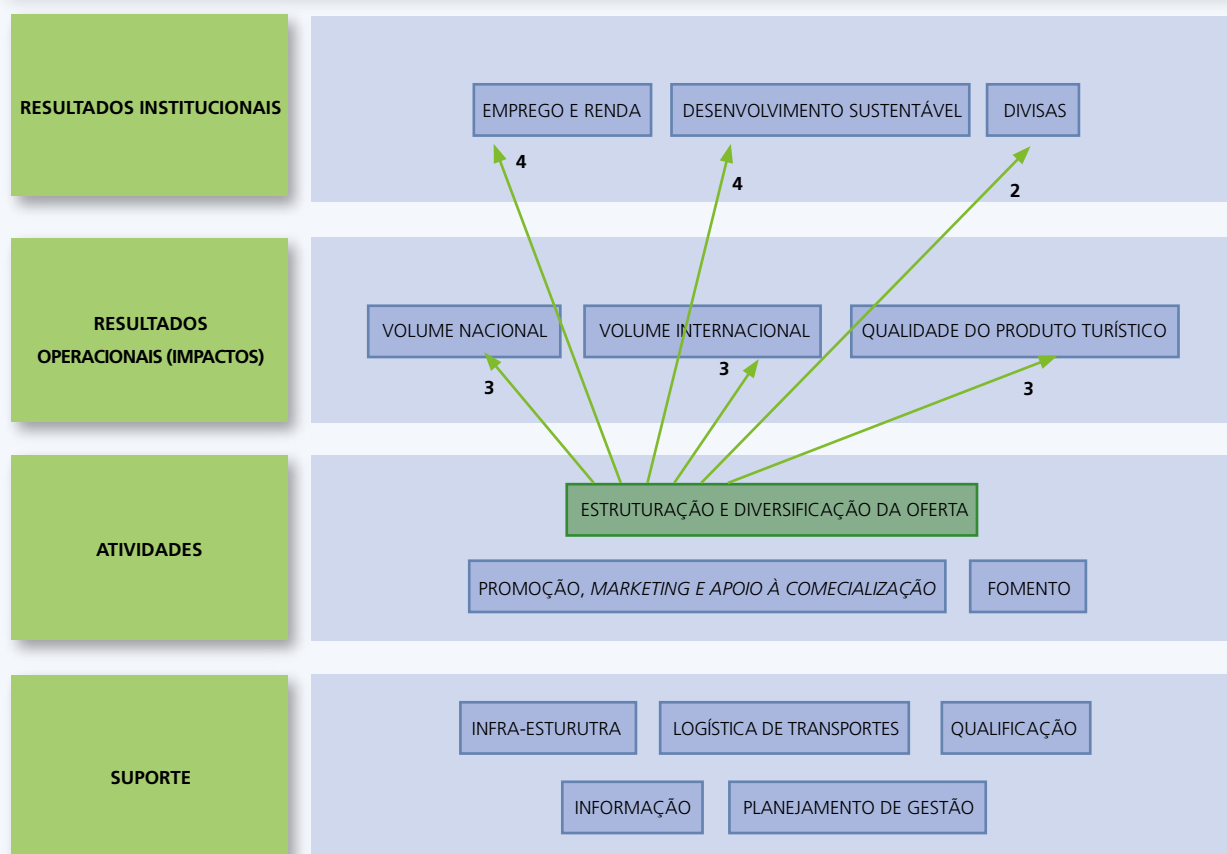 RESULTADOS INSTITUCIONAIS
EMPREGO E RENDA
DESENVOLVIMENTO SUSTENTÁVEL
DIVISAS
4
4
2
RESULTADOS
OPERACIONAIS (IMPACTOS)
VOLUME NACIONAL
VOLUME INTERNACIONAL
QUALIDADE DO PRODUTO TURÍSTICO
3
3
3
ATIVIDADES
ESTRUTURAÇÃO E DIVERSIFICAÇÃO DA OFERTA
PROMOÇÃO, MARKETING E APOIO À COMECIALIZAÇÃO
FOMENTO
SUPORTE
INFRA-ESTURUTRA
LOGÍSTICA DE TRANSPORTES
QUALIFICAÇÃO
INFORMAÇÃO
PLANEJAMENTO DE GESTÃO